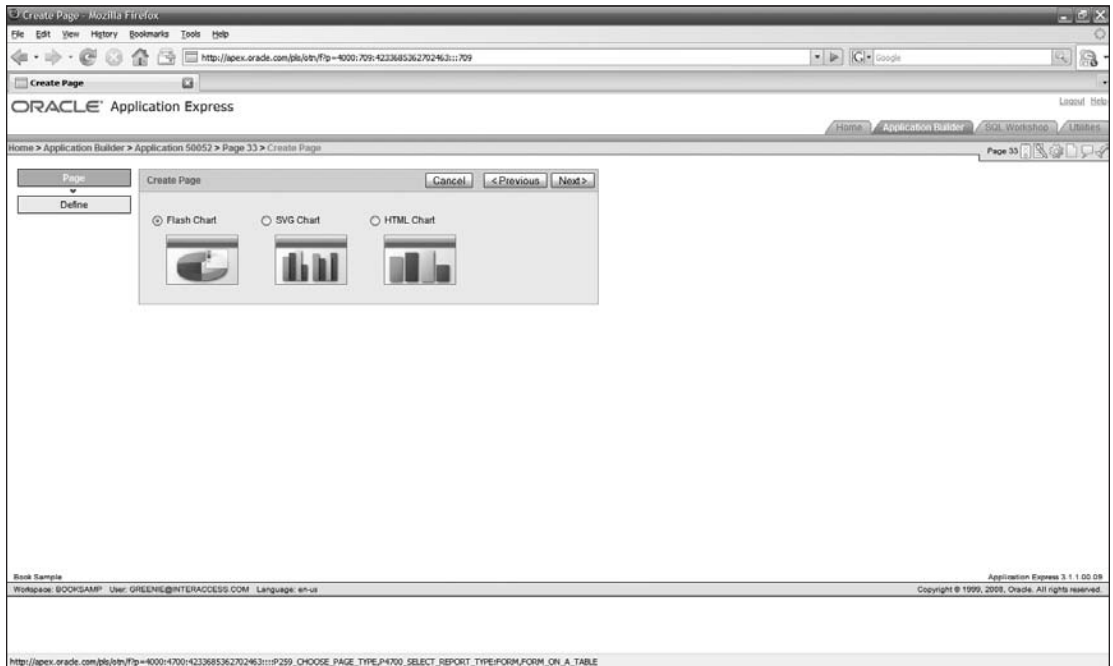 Create Page - Mozilla Firefox
File Edit View History Bookmarks Tools Help
http://apex.oracle.com/pls/otn/f?p=4000:709:4233685362702463:::709
Google
Create Page
ORACLE Application Express
Logout Help
Home Application Builder SQL Workshop Utilities
Home > Application Builder > Application 50052 > Page 33 > Create Page
Page 33
Page
Define
Create Page
Cancel < Previous Next >
Flash Chart SVG Chart HTML Chart
Book Sample
Application Express 3.1.1.00.09
Workspace: BOOKSAMP User: GREENIE@INTERACCESS.COM Language: en-us
Copyright © 1999, 2008, Oracle. All rights reserved.
http://apex.oracle.com/pls/otn/f?p=4000:4700:4233685362702463::::P259_CHOOSE_PAGE_TYPE,P4700_SELECT_REPORT_TYPE:FORM,FORM_ON_A_TABLE